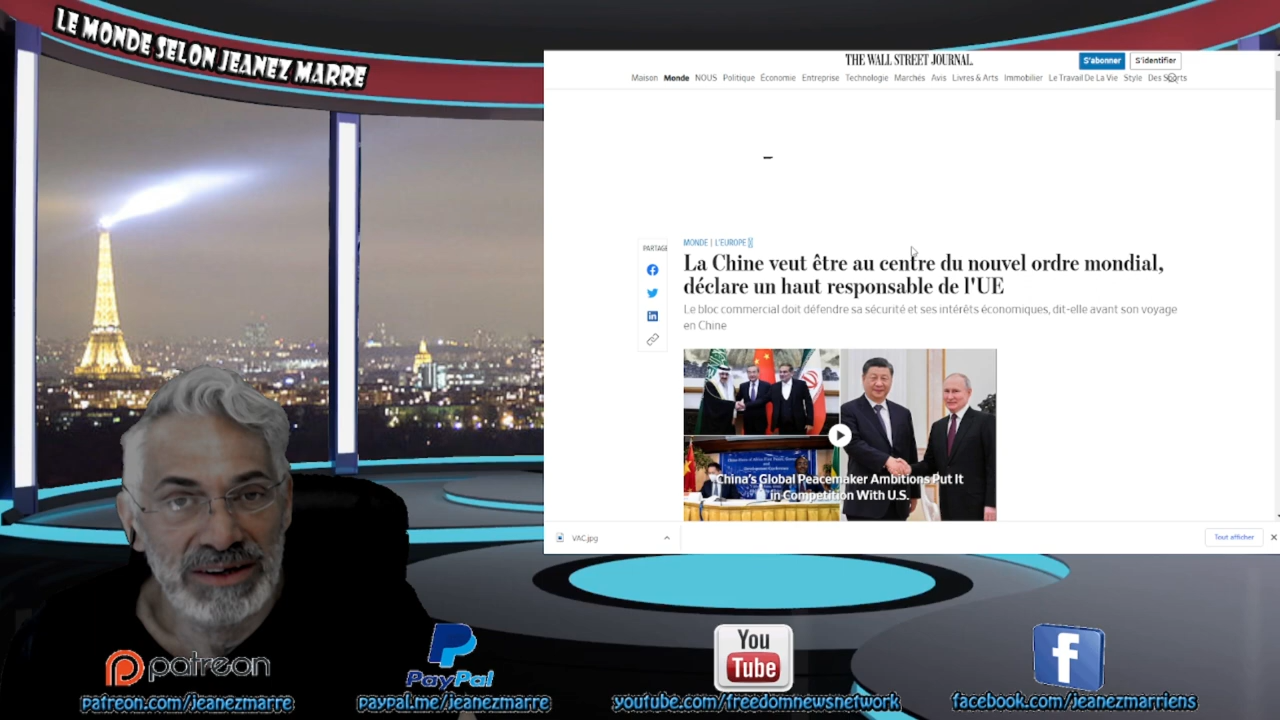 LE MONDE SELON JEANEZ MARRE
THE WALL STREET JOURNAL.
S'abonner
S'identifier
Maison Monde NOUS Politique Économie Entreprise Technologie Marchés Avis Livres & Arts Immobilier Le Travail De La Vie Style Des Sports
MONDE | L'EUROPE
PARTAGE
La Chine veut être au centre du nouvel ordre mondial,
déclare un haut responsable de l'UE
Le bloc commercial doit défendre sa sécurité et ses intérêts économiques, dit-elle avant son voyage
en Chine
China's Global Peacemaker Ambitions Put It
in Competition With U.S.
VAC.jpg
Tout afficher
patreon
PayPal
You
Tube
patreon.com/jeanezmarre
paypal.me/jeanezmarre
youtube.com/freedomnewsnetwork
facebook.com/jeanezmarriens